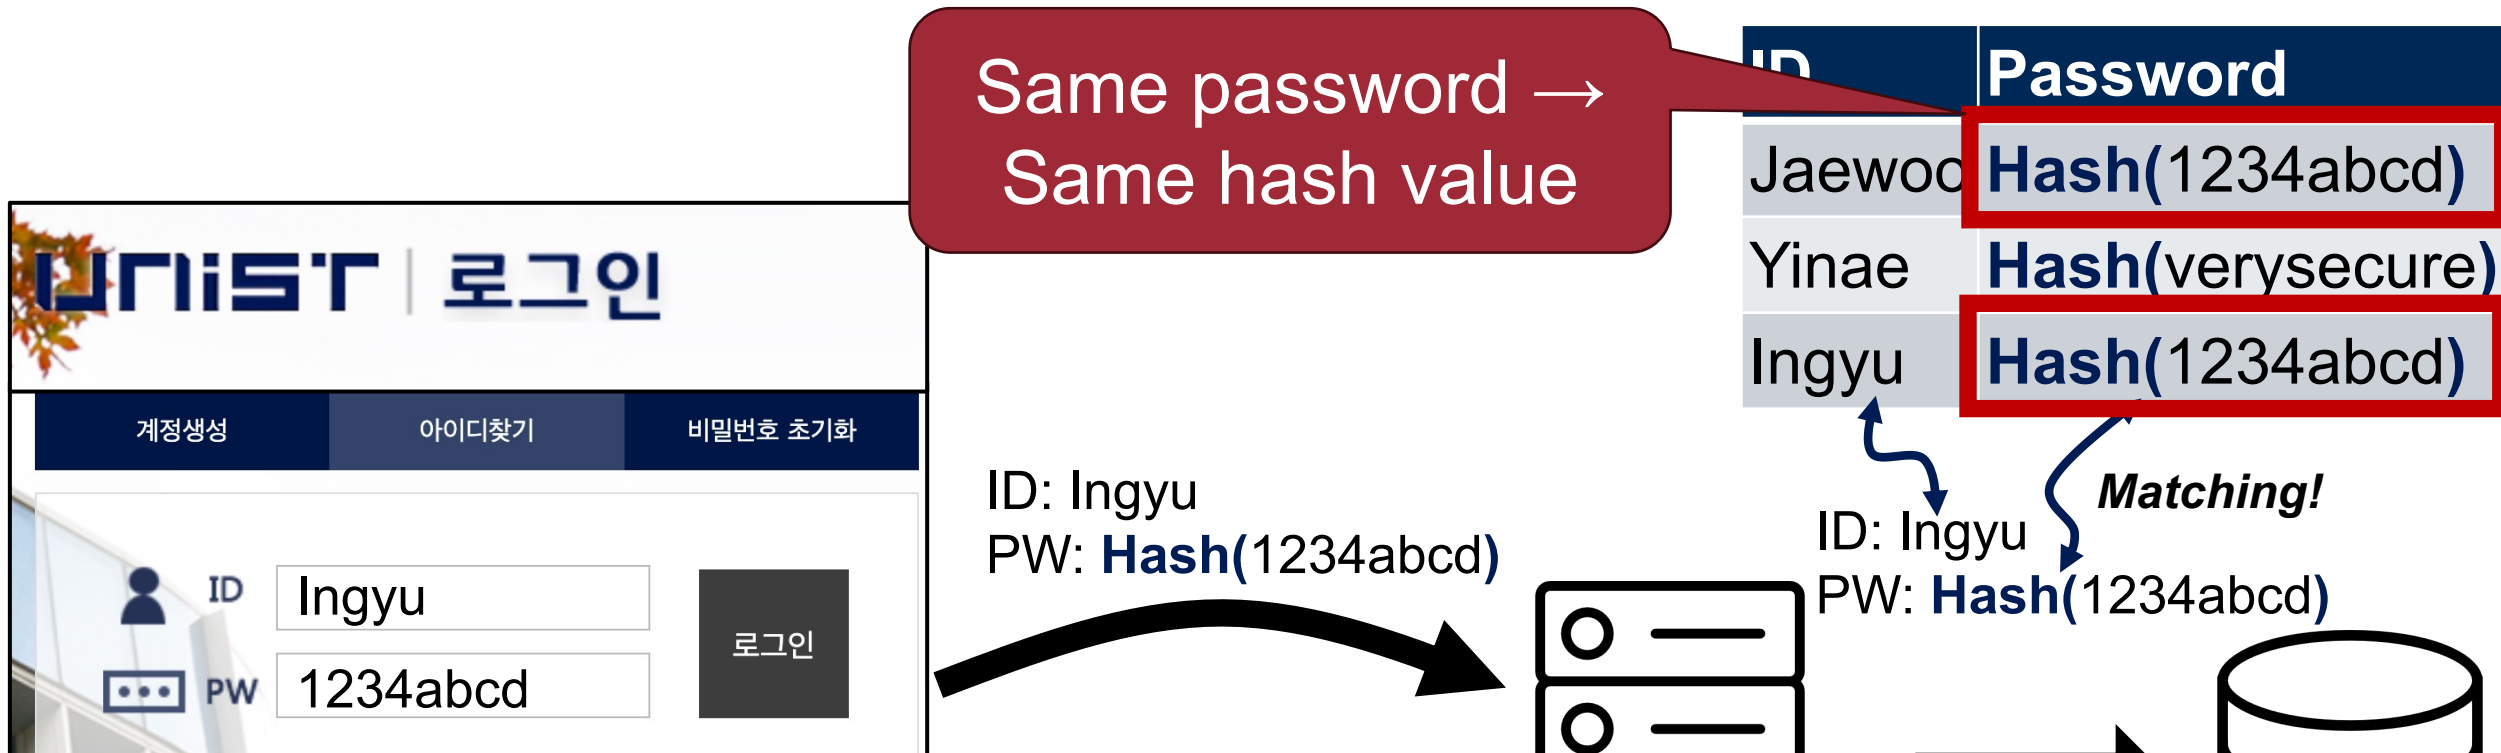 Same password →
Same hash value
ID Password
Jaewoo Hash(1234abcd)
Yinae Hash(verysecure)
Ingyu Hash(1234abcd)
UNIST 로그인
계정생성 아이디찾기 비밀번호 초기화
ID Ingyu
PW 1234abcd
로그인
ID: Ingyu
PW: Hash(1234abcd)
Matching!
ID: Ingyu
PW: Hash(1234abcd)